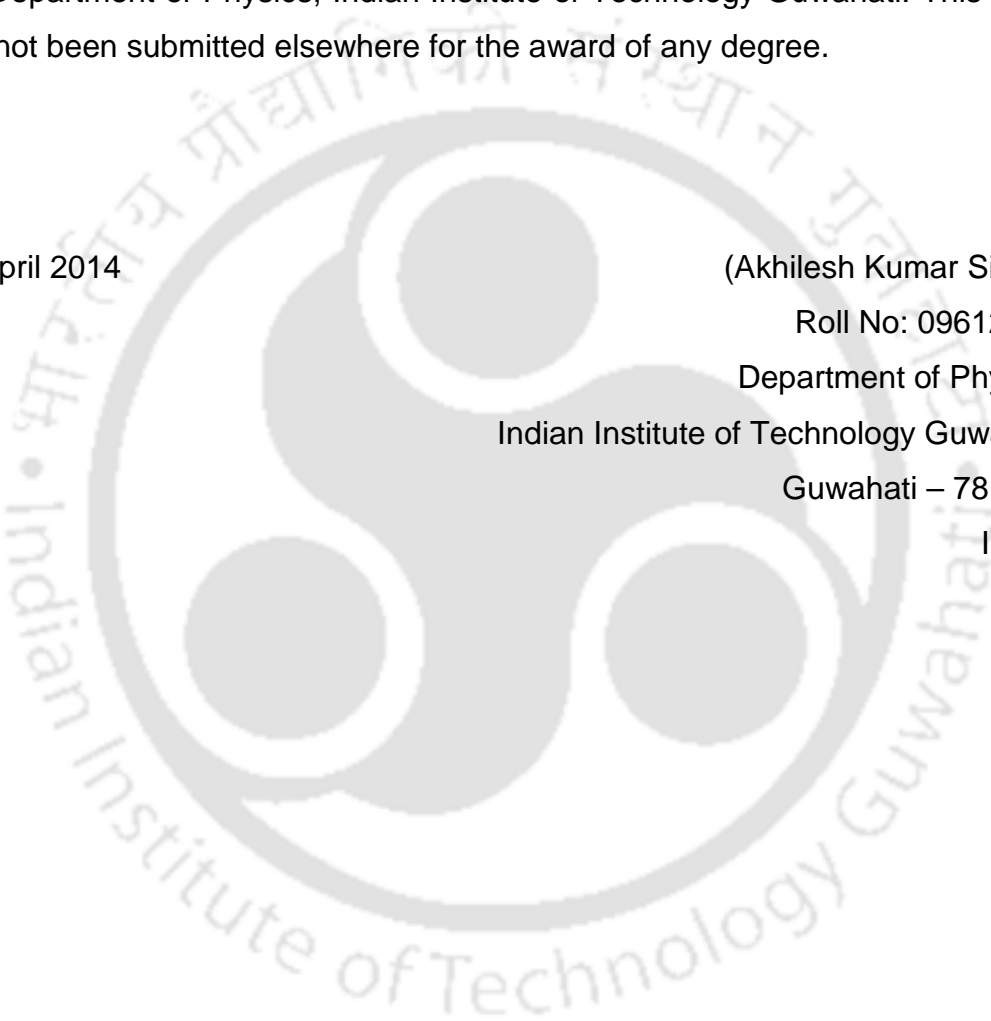 Department of Physics, Indian Institute of Technology Guwahati. This
not been submitted elsewhere for the award of any degree.
pril 2014
(Akhilesh Kumar Si
Roll No: 0961
Department of Phy
Indian Institute of Technology Guwa
Guwahati – 78
I
भारतीय प्रौद्योगिकी संस्थान गुवाहाटी
Indian Institute of Technology Guwahati